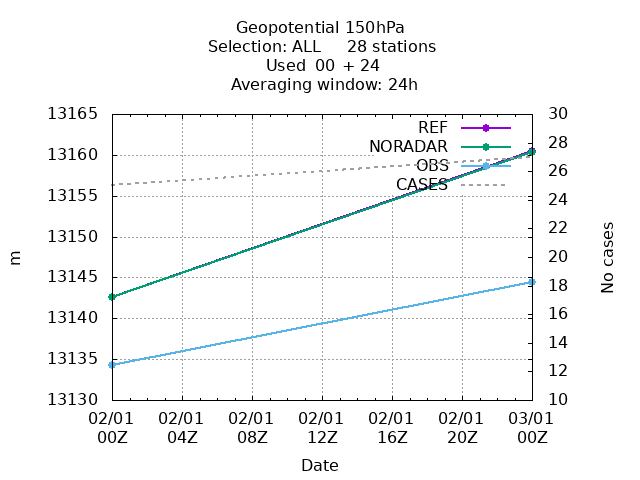 Geopotential 150hPa
Selection: ALL 28 stations
Used 00 + 24
Averaging window: 24h
13165
13160
13155
13150
13145
13140
13135
13130
m
REF
NORADAR
OBS
CASES
30
28
26
24
22
20
18
16
14
12
10
No cases
02/01 02/01 02/01 02/01 02/01 02/01 03/01
00Z 04Z 08Z 12Z 16Z 20Z 00Z
Date